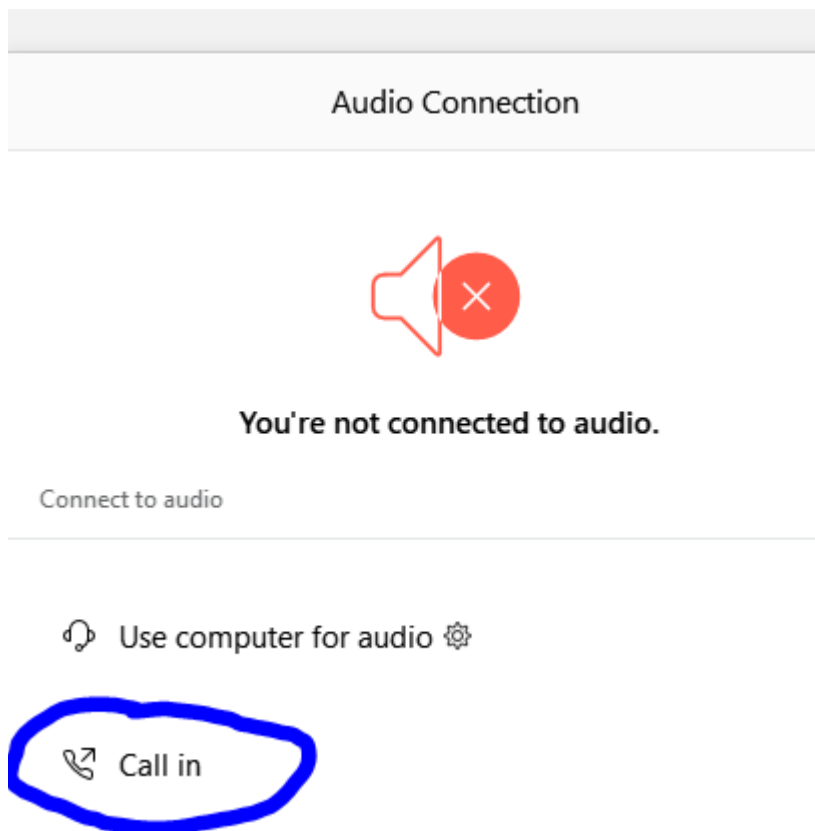 Audio Connection
You're not connected to audio.
Connect to audio
Use computer for audio
Call in